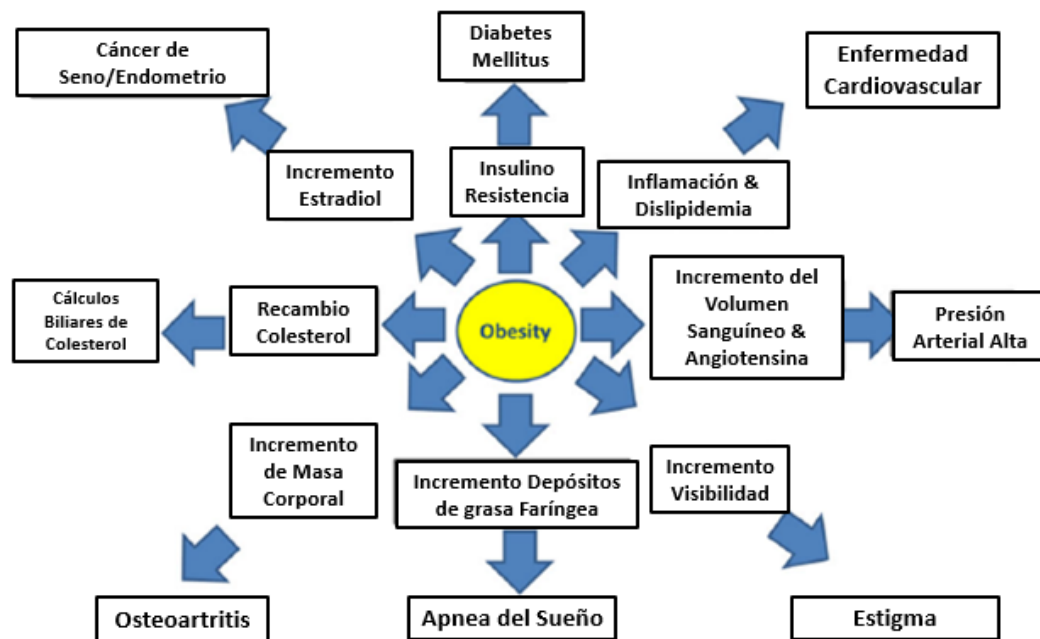 Cáncer de
Seno/Endometrio
Diabetes
Mellitus
Enfermedad
Cardiovascular
Incremento
Estradiol
Insulino
Resistencia
Inflamación &
Dislipidemia
Cálculos
Biliares de
Colesterol
Recambio
Colesterol
Obesity
Incremento del
Volumen
Sanguíneo &
Angiotensina
Presión
Arterial Alta
Incremento
de Masa
Corporal
Incremento Depósitos
de grasa Faríngea
Incremento
Visibilidad
Osteoartritis
Apnea del Sueño
Estigma